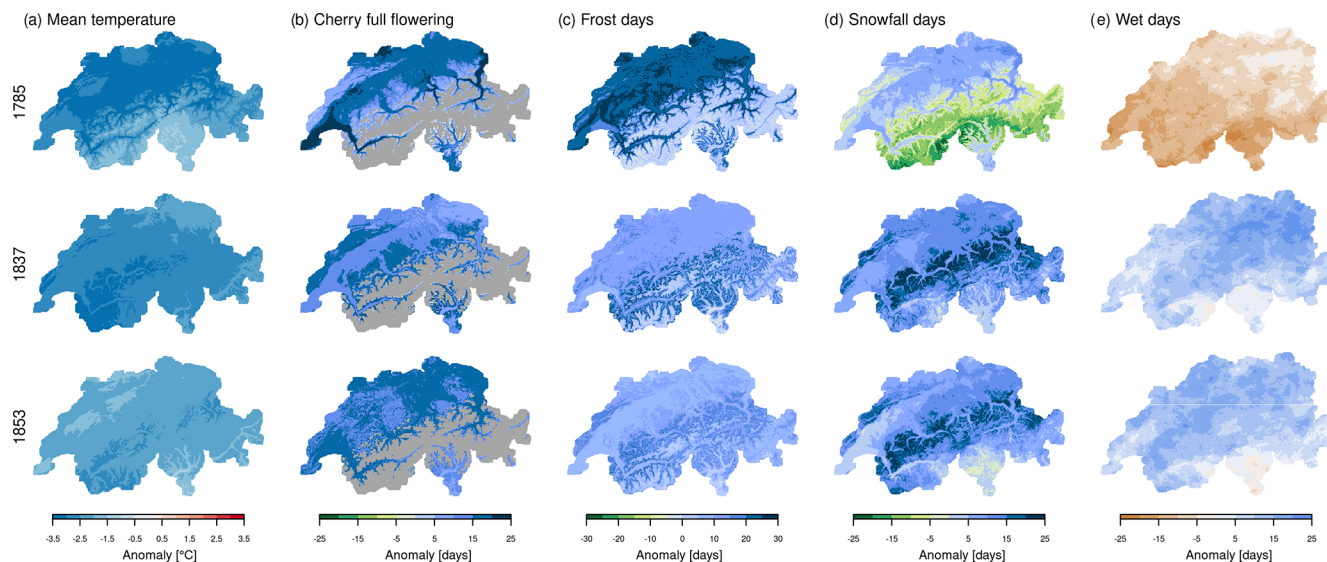 (a) Mean temperature
(b) Cherry full flowering
(c) Frost days
(d) Snowfall days
(e) Wet days
1785
1837
1853
-3.5 -2.5 -1.5 -0.5 0.5 1.5 2.5 3.5
Anomaly [°C]
-25 -15 -5 5 15 25
Anomaly [days]
-30 -20 -10 0 10 20 30
Anomaly [days]
-25 -15 -5 5 15 25
Anomaly [days]
-25 -15 -5 5 15 25
Anomaly [days]